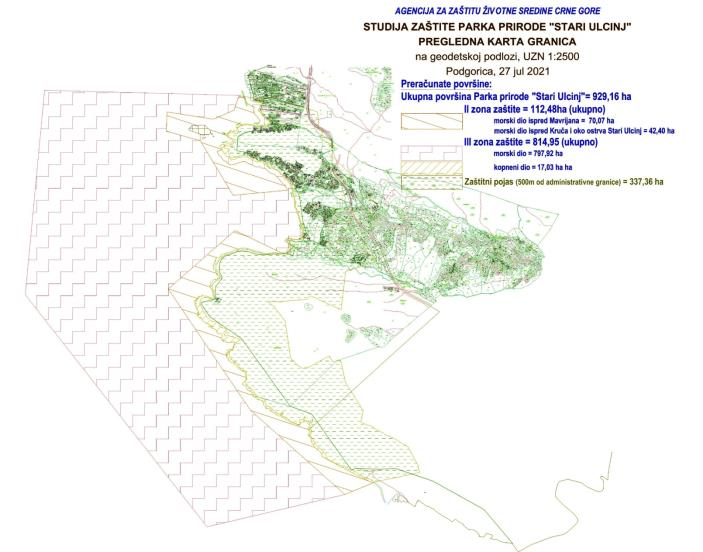 AGENCIJA ZA ZAŠTITU ŽIVOTNE SREDINE CRNE GORE
STUDIJA ZAŠTITE PARKA PRIRODE "STARI ULCINJ"
PREGLEDNA KARTA GRANICA
na geodetskoj podlozi, UZN 1:2500
Podgorica, 27 jul 2021
Preračunate površine:
Ukupna površina Parka prirode "Stari Ulcinj"= 929,16 ha
II zona zaštite = 112,48ha (ukupno)
morski dio ispred Mavrijana = 70,07 ha
morski dio ispred Kruča i oko ostrva Stari Ulcinj = 42,40 ha
III zona zaštite = 814,95 (ukupno)
morski dio = 797,92 ha
kopneni dio = 17,03 ha ha
Zaštitni pojas (500m od administrativne granice) = 337,36 ha